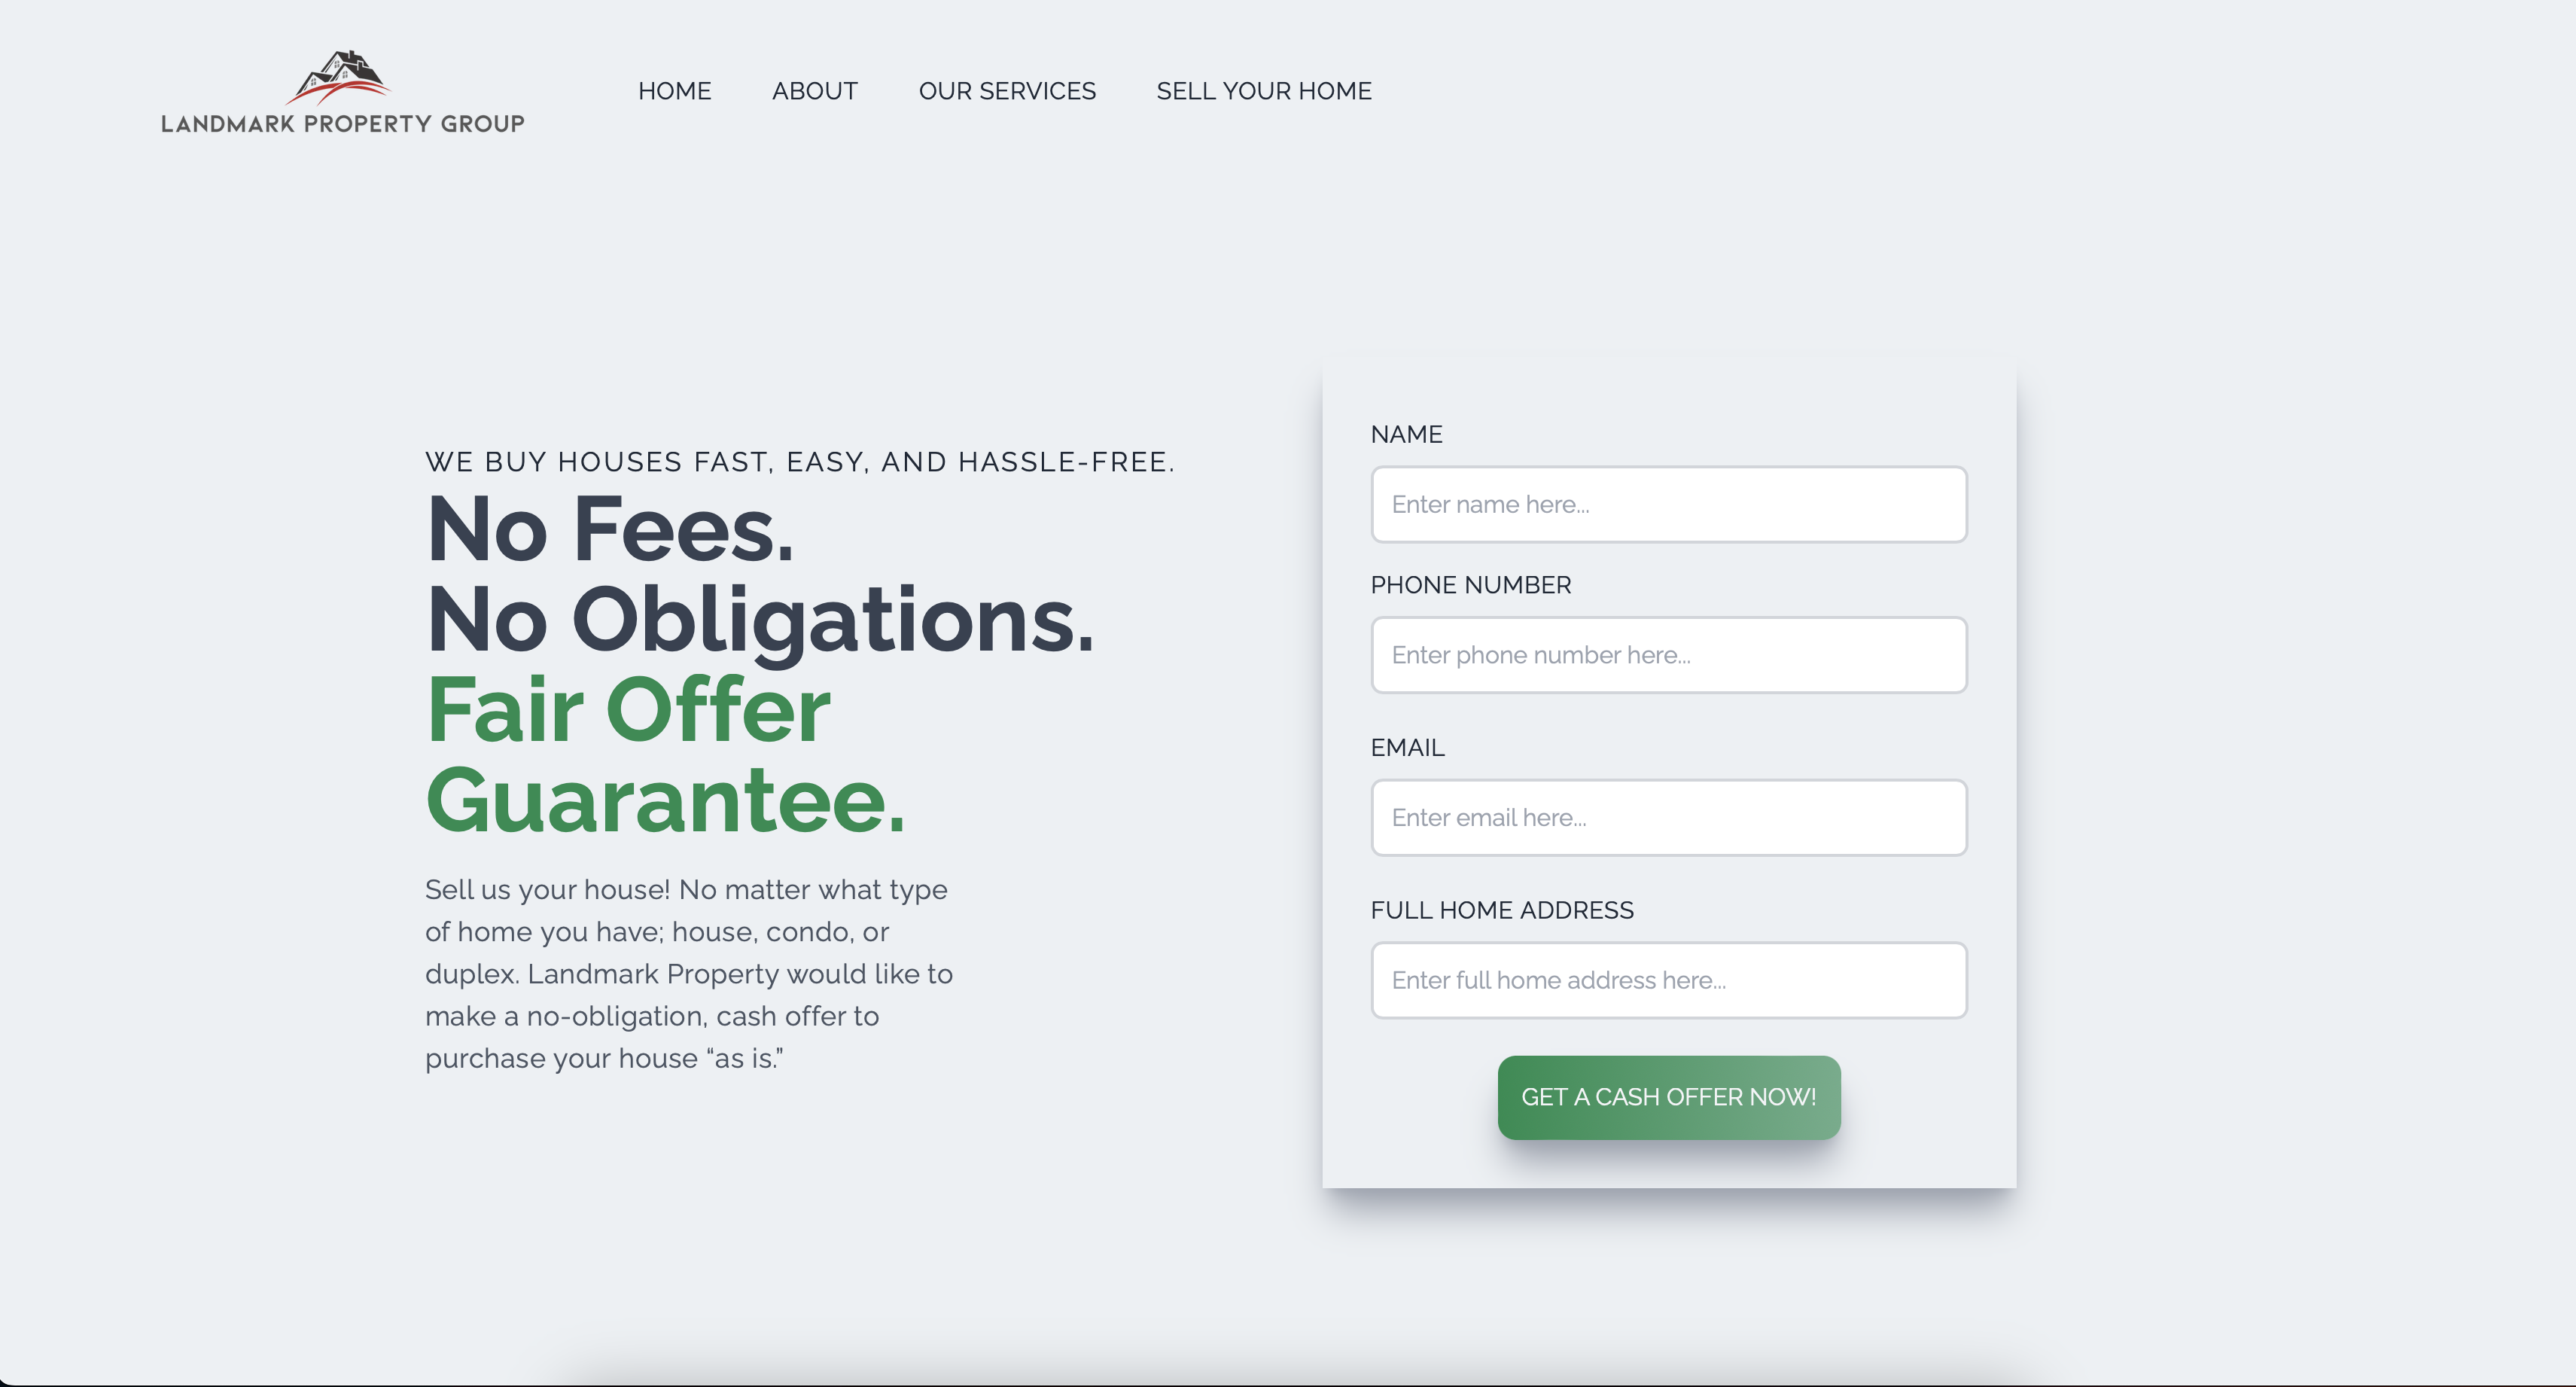 LANDMARK PROPERTY GROUP
HOME ABOUT OUR SERVICES SELL YOUR HOME
WE BUY HOUSES FAST, EASY, AND HASSLE-FREE.
No Fees.
No Obligations.
Fair Offer
Guarantee.
Sell us your house! No matter what type
of home you have; house, condo, or
duplex. Landmark Property would like to
make a no-obligation, cash offer to
purchase your house “as is.”
NAME
Enter name here...
PHONE NUMBER
Enter phone number here...
EMAIL
Enter email here...
FULL HOME ADDRESS
Enter full home address here...
GET A CASH OFFER NOW!